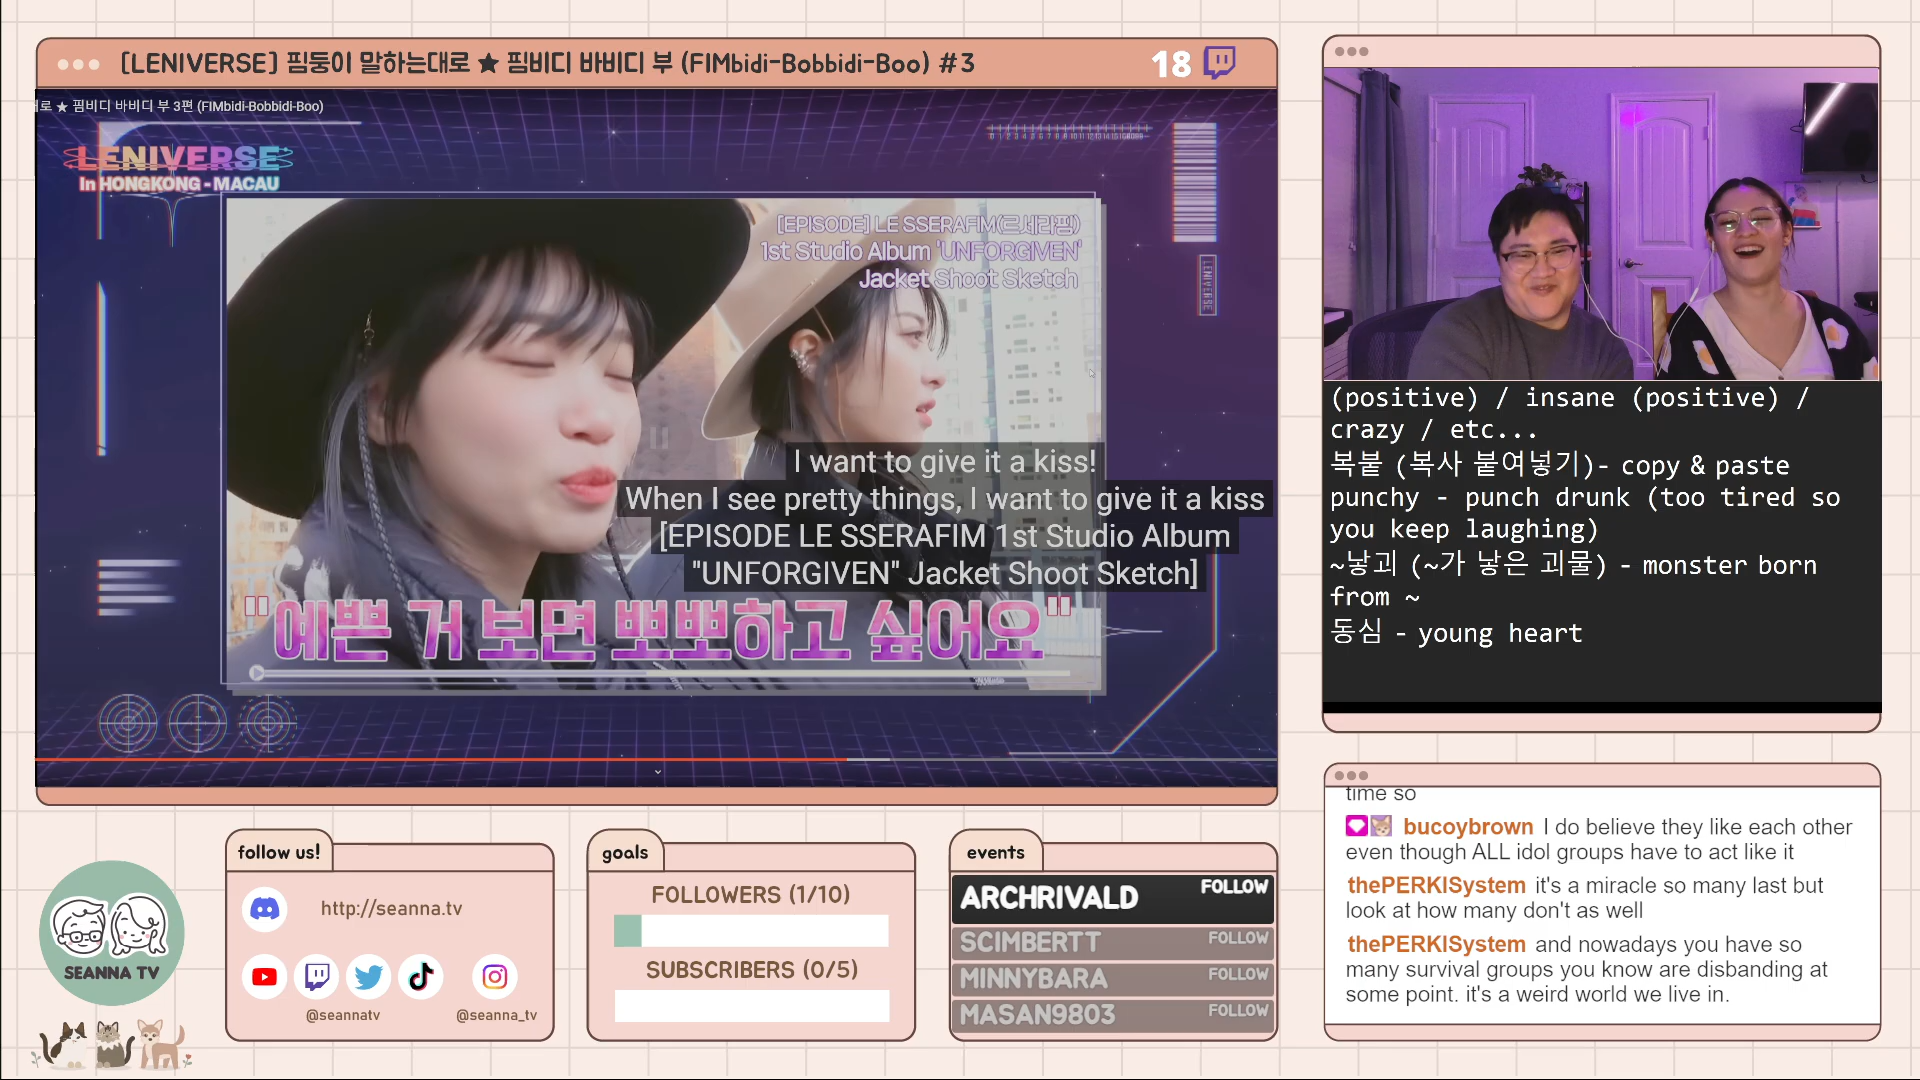 [LENIVERSE] 핌둥이 말하는대로 ★ 핌비디 바비디 부 (FIMbidi-Bobbidi-Boo) #3
18
로 ★ 핌비디 바비디 부 3편 (FIMbidi-Bobbidi-Boo)
LENIVERSE
In HONGKONG - MACAU
LENIVERSE
[EPISODE] LE SSERAFIM(르세라핌)
1st Studio Album 'UNFORGIVEN'
Jacket Shoot Sketch
I want to give it a kiss!
When I see pretty things, I want to give it a kiss
[EPISODE LE SSERAFIM 1st Studio Album
"UNFORGIVEN" Jacket Shoot Sketch]
"예쁜 거 보면 뽀뽀하고 싶어요"
(positive) / insane (positive) /
crazy / etc...
복붙 (복사 붙여넣기)- copy & paste
punchy - punch drunk (too tired so
you keep laughing)
~낳괴 (~가 낳은 괴물) - monster born
from ~
동심 - young heart
time so
bucoybrown I do believe they like each other
even though ALL idol groups have to act like it
thePERKISystem it's a miracle so many last but
look at how many don't as well
thePERKISystem and nowadays you have so
many survival groups you know are disbanding at
some point. it's a weird world we live in.
SEANNA TV
follow us!
http://seanna.tv
@seannatv
@seanna_tv
goals
FOLLOWERS (1/10)
SUBSCRIBERS (0/5)
events
ARCHRIVALD FOLLOW
SCIMBERTT FOLLOW
MINNYBARA FOLLOW
MASAN9803 FOLLOW